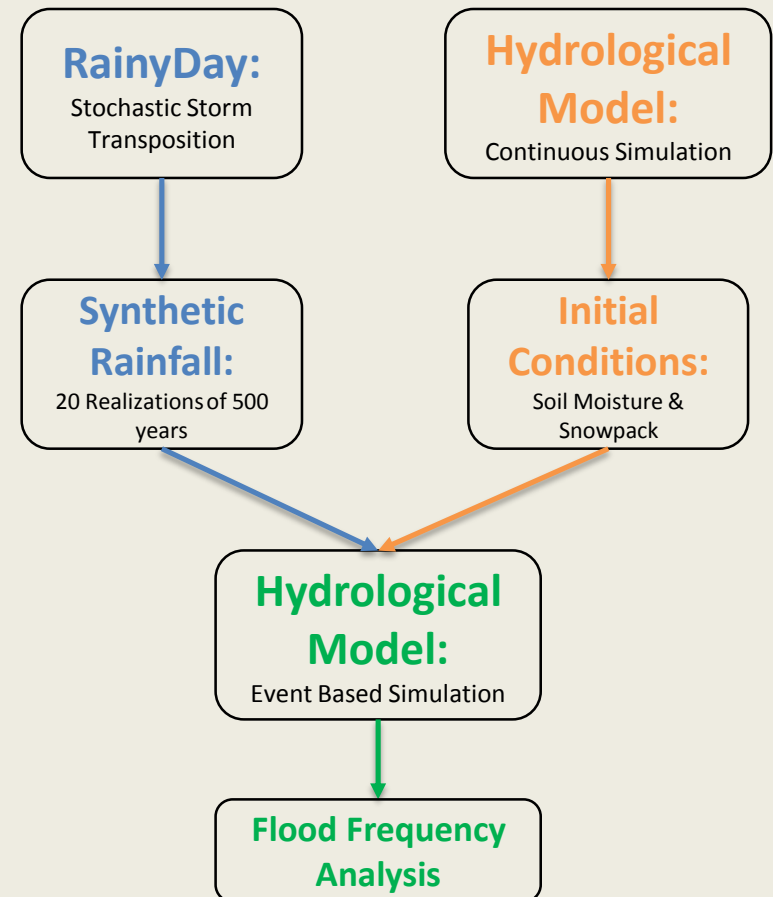 RainyDay:
Stochastic Storm
Transposition
Hydrological
Model:
Continuous Simulation
Synthetic
Rainfall:
20 Realizations of 500
years
Initial
Conditions:
Soil Moisture &
Snowpack
Hydrological
Model:
Event Based Simulation
Flood Frequency
Analysis